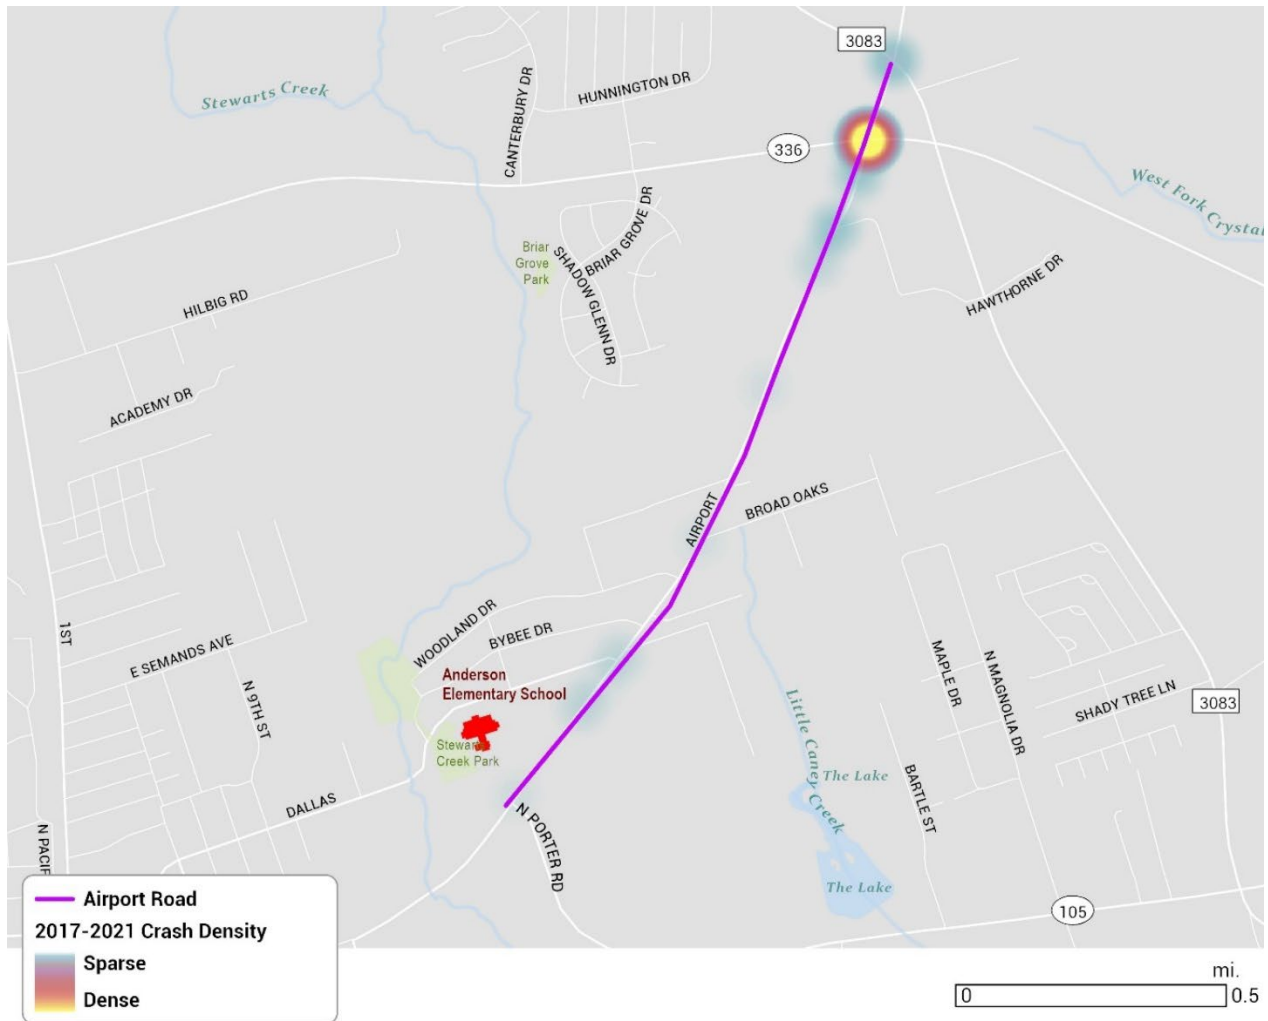 3083
Stewarts Creek
CANTERBURY DR
HUNNINGTON DR
336
West Fork Crystal
Briar
Grove
Park
SHADOW GLENN DR
BRIAR GROVE DR
HAWTHORNE DR
HILBIG RD
ACADEMY DR
AIRPORT
BROAD OAKS
1ST
E SEMANDS AVE
N 9TH ST
WOODLAND DR
BYBEE DR
Anderson
Elementary School
Stewarts
Creek Park
MAPLE DR
N MAGNOLIA DR
SHADY TREE LN
3083
Little Caney Creek
The Lake
BARTLE ST
DALLAS
N PORTER RD
N PACIF
The Lake
105
Airport Road
2017-2021 Crash Density
Sparse
Dense
mi.
0
0.5